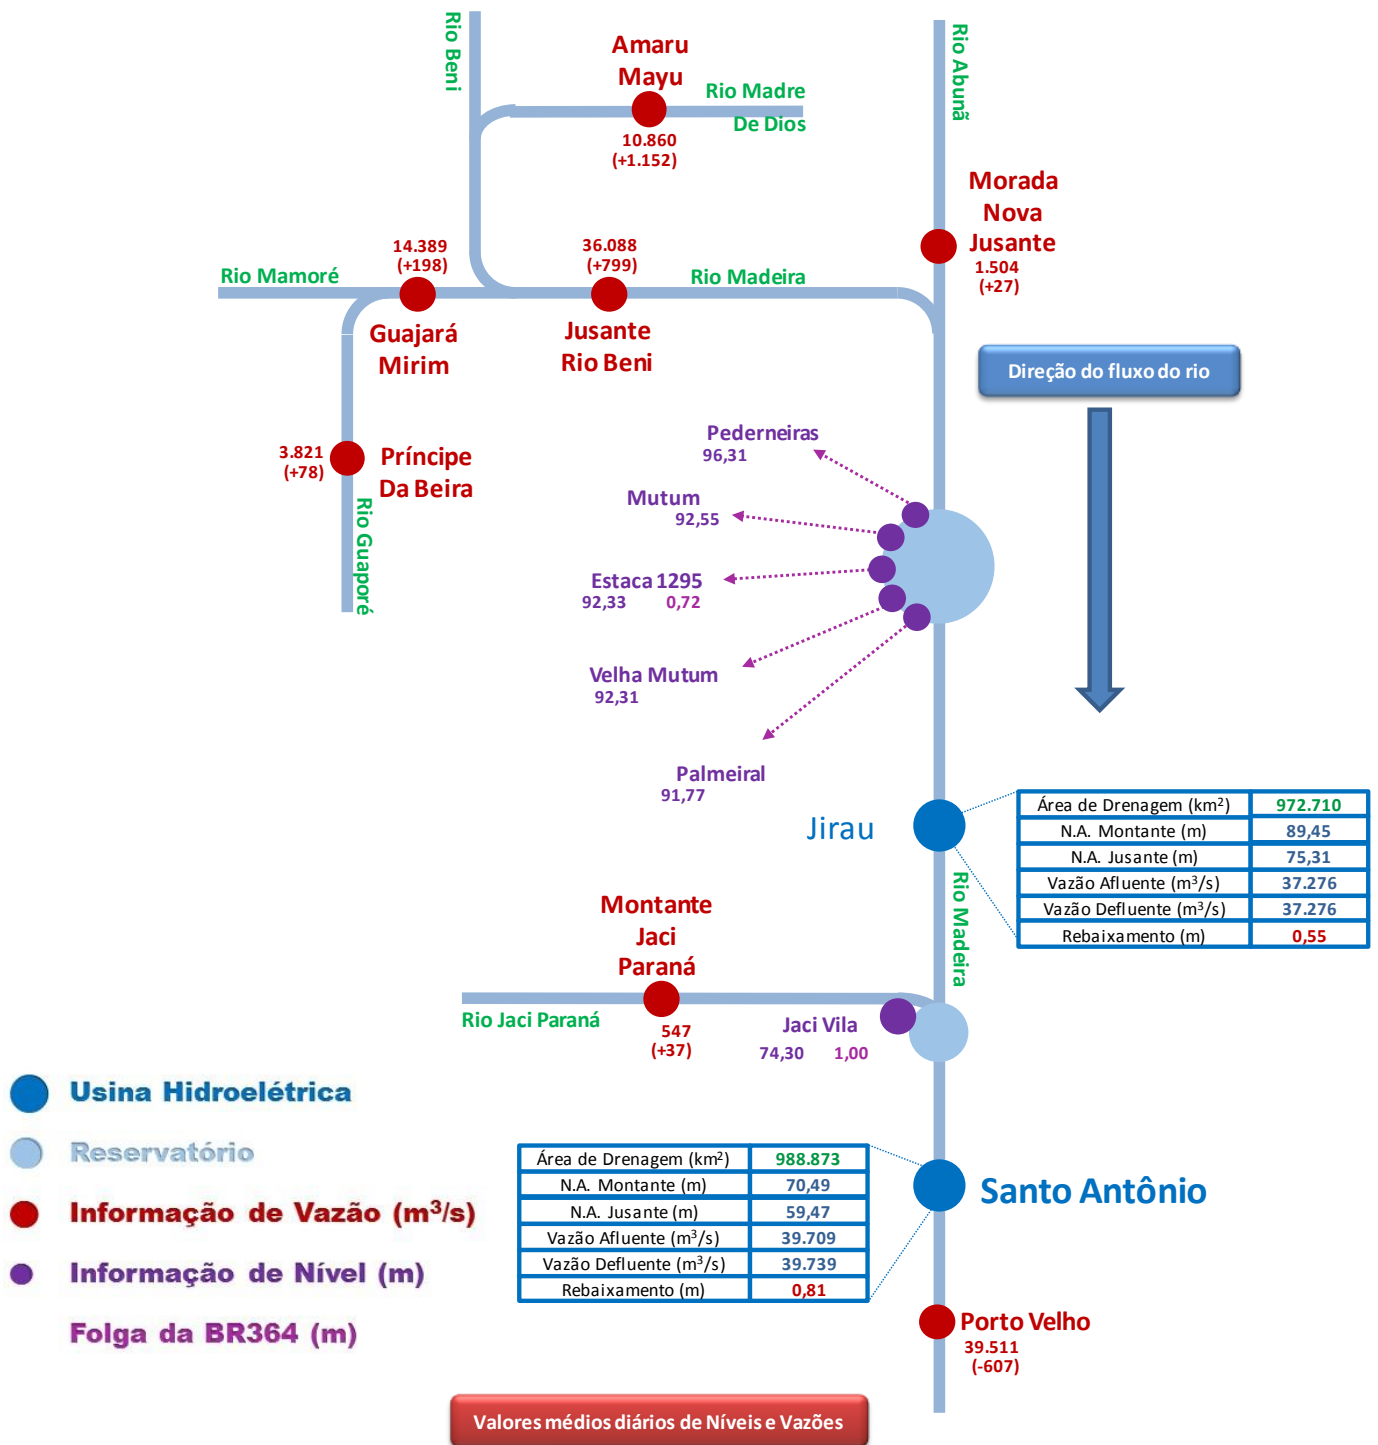 Rio Beni
Amaru
Mayu
10.860
(+1.152)
Rio Madre
De Dios
Rio Abunã
Morada
Nova
Jusante
1.504
(+27)
Rio Mamoré
14.389
(+198)
Guajará
Mirim
36.088
(+799)
Jusante
Rio Beni
Rio Madeira
Direção do fluxo do rio
3.821
(+78)
Príncipe
Da Beira
Rio Guaporé
Pederneiras
96,31
Mutum
92,55
Estaca 1295
92,33 0,72
Velha Mutum
92,31
Palmeiral
91,77
Jirau
Área de Drenagem (km²) 972.710
N.A. Montante (m) 89,45
N.A. Jusante (m) 75,31
Vazão Afluente (m³/s) 37.276
Vazão Defluente (m³/s) 37.276
Rebaixamento (m) 0,55
Rio Madeira
Montante
Jaci
Paraná
Rio Jaci Paraná
547
(+37)
Jaci Vila
74,30 1,00
Usina Hidroelétrica
Reservatório
Informação de Vazão (m³/s)
Informação de Nível (m)
Folga da BR364 (m)
Área de Drenagem (km²) 988.873
N.A. Montante (m) 70,49
N.A. Jusante (m) 59,47
Vazão Afluente (m³/s) 39.709
Vazão Defluente (m³/s) 39.739
Rebaixamento (m) 0,81
Santo Antônio
Porto Velho
39.511
(-607)
Valores médios diários de Níveis e Vazões